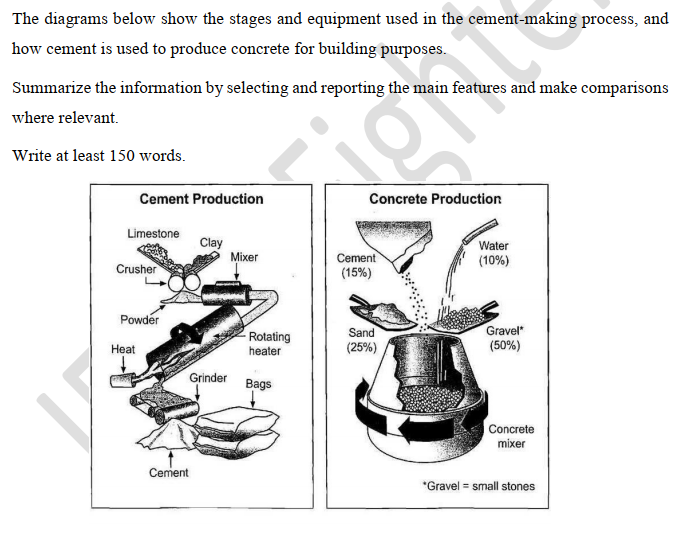 The diagrams below show the stages and equipment used in the cement-making process, and
how cement is used to produce concrete for building purposes.
Summarize the information by selecting and reporting the main features and make comparisons
where relevant.
Write at least 150 words.
Cement Production
Limestone
Clay
Mixer
Crusher
Powder
Rotating
heater
Heat
Grinder
Bags
Cement
Concrete Production
Water
(10%)
Cement
(15%)
Sand
(25%)
Gravel*
(50%)
Concrete
mixer
*Gravel = small stones